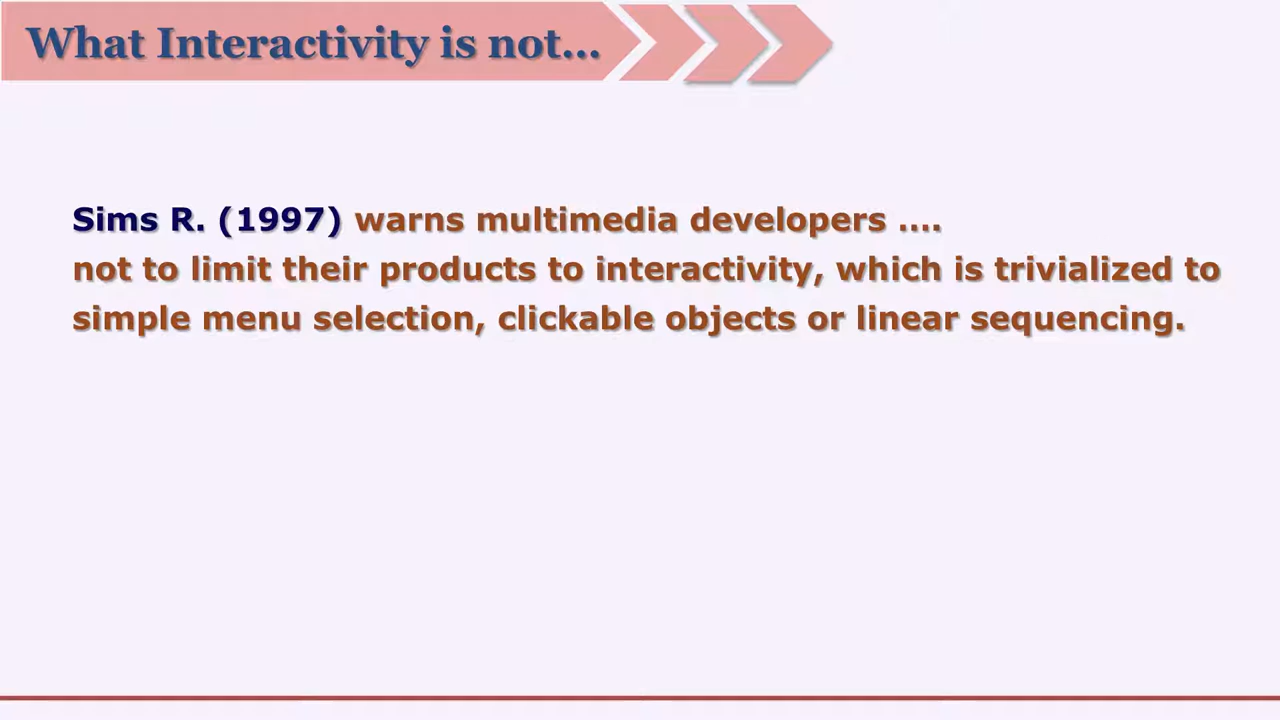 What Interactivity is not...
Sims R. (1997) warns multimedia developers ….
not to limit their products to interactivity, which is trivialized to
simple menu selection, clickable objects or linear sequencing.